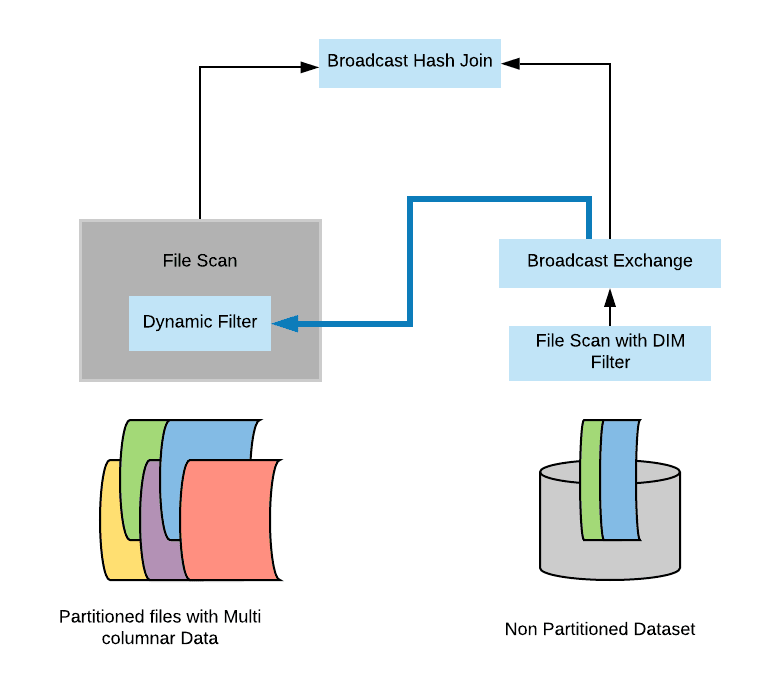 Broadcast Hash Join
File Scan
Dynamic Filter
Broadcast Exchange
File Scan with DIM
Filter
Partitioned files with Multi
columnar Data
Non Partitioned Dataset